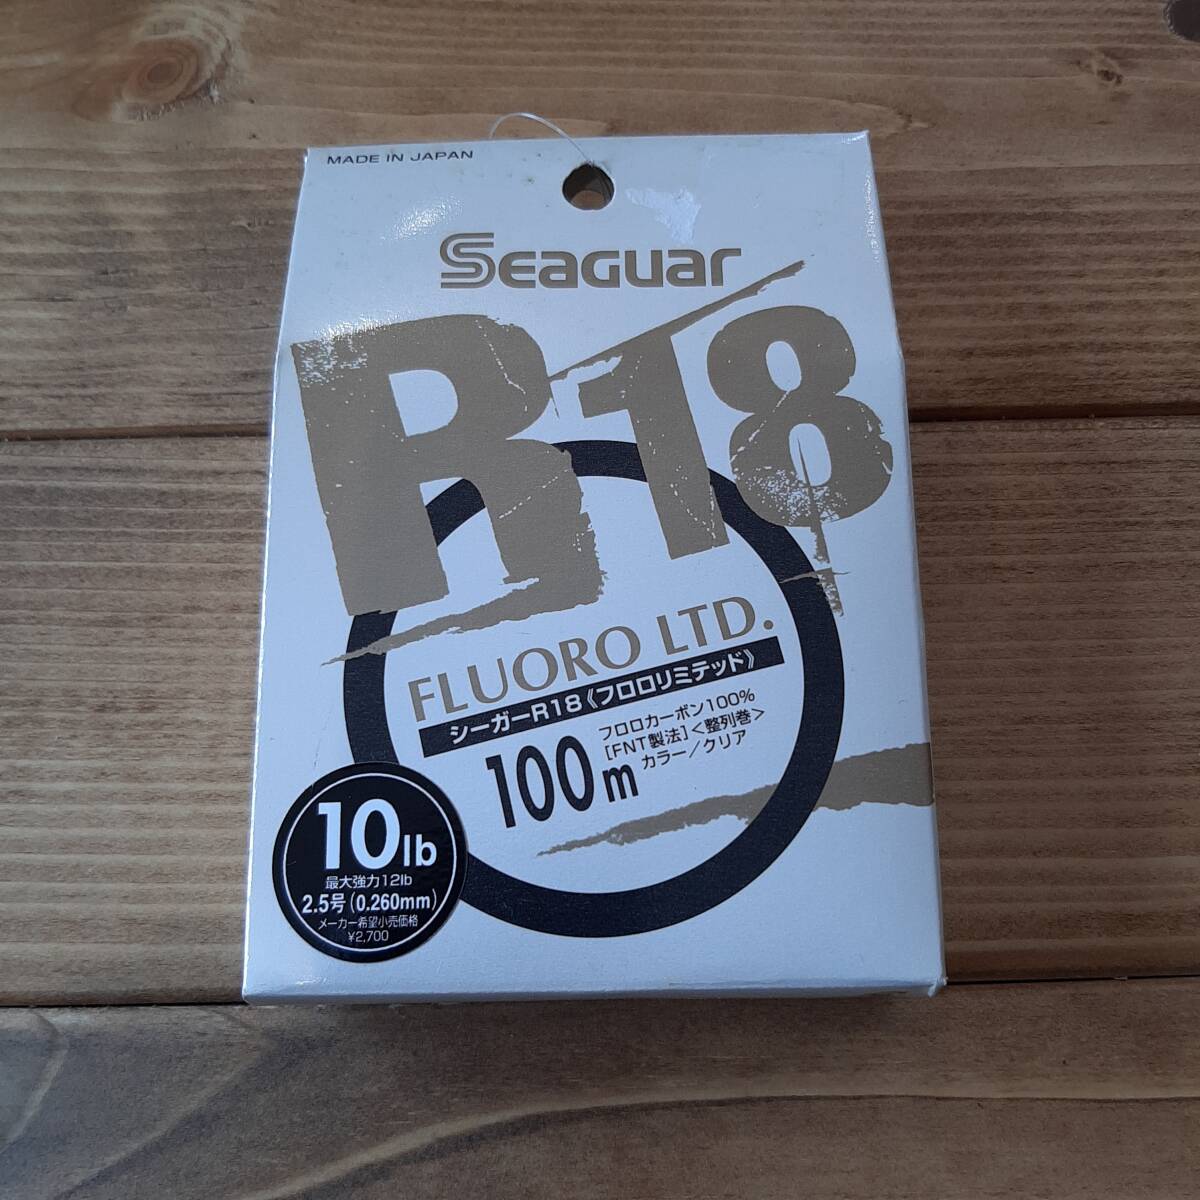 MADE IN JAPAN
SEAGUAR
R18
FLUORO LTD.
シーガーR18《フロロリミテッド》
100m
フロロカーボン100%
[FNT製法]<整列巻>
カラー/クリア
10lb
最大強力12lb
2.5号(0.260mm)
メーカー希望小売価格
¥2,700